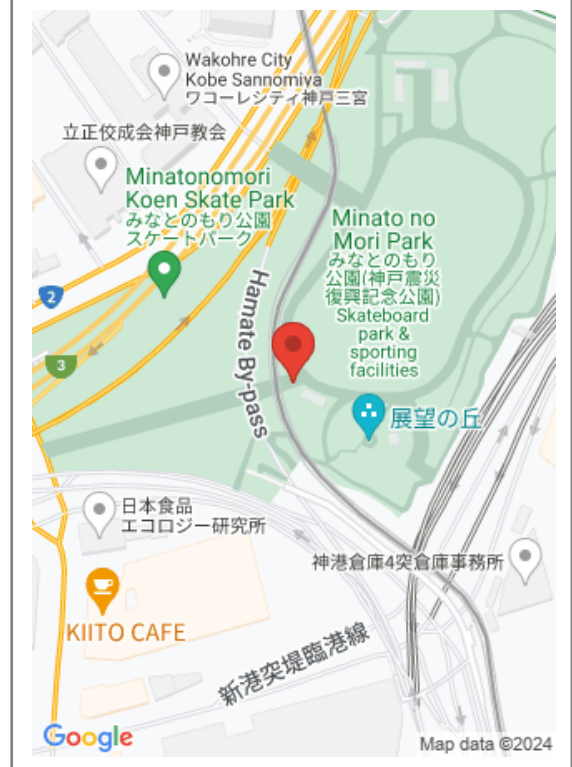 Wakohre City
Kobe Sannomiya
ワコーレシティ神戸三宮
立正佼成会神戸教会
Minatonomori
Koen Skate Park
みなとのもり公園
スケートパーク
Minato no
Mori Park
みなとのもり
公園(神戸震災
復興記念公園)
Skateboard
park &
sporting
facilities
2
Hamate By-pass
3
展望の丘
日本食品
エコロジー研究所
神港倉庫4突倉庫事務所
KIITO CAFE
新港突堤臨港線
Google
Map data ©2024